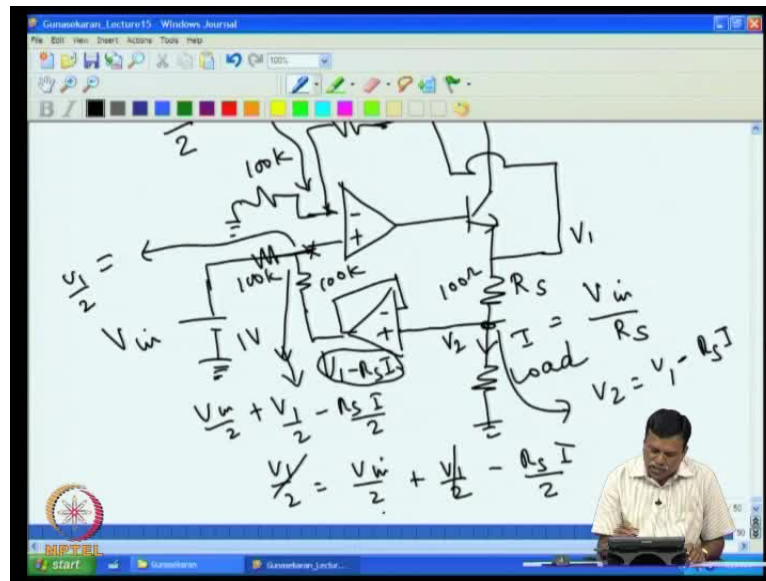 Gunasekaran_Lecture15 - Windows Journal
File Edit View Insert Actions Tools Help
100%
B I
2
100k
V1
V1/2 =
100k
100k
100Ω RS
Vin
1V
V2
I = Vin/RS
V1-RSI
Load
V2 = V1 - RSI
Vin/2 + V1/2 - RSI/2
V1/2 = Vin/2 + V1/2 - RSI/2
NPTEL
start
Gunasekaran
Gunasekaran_Lectur...